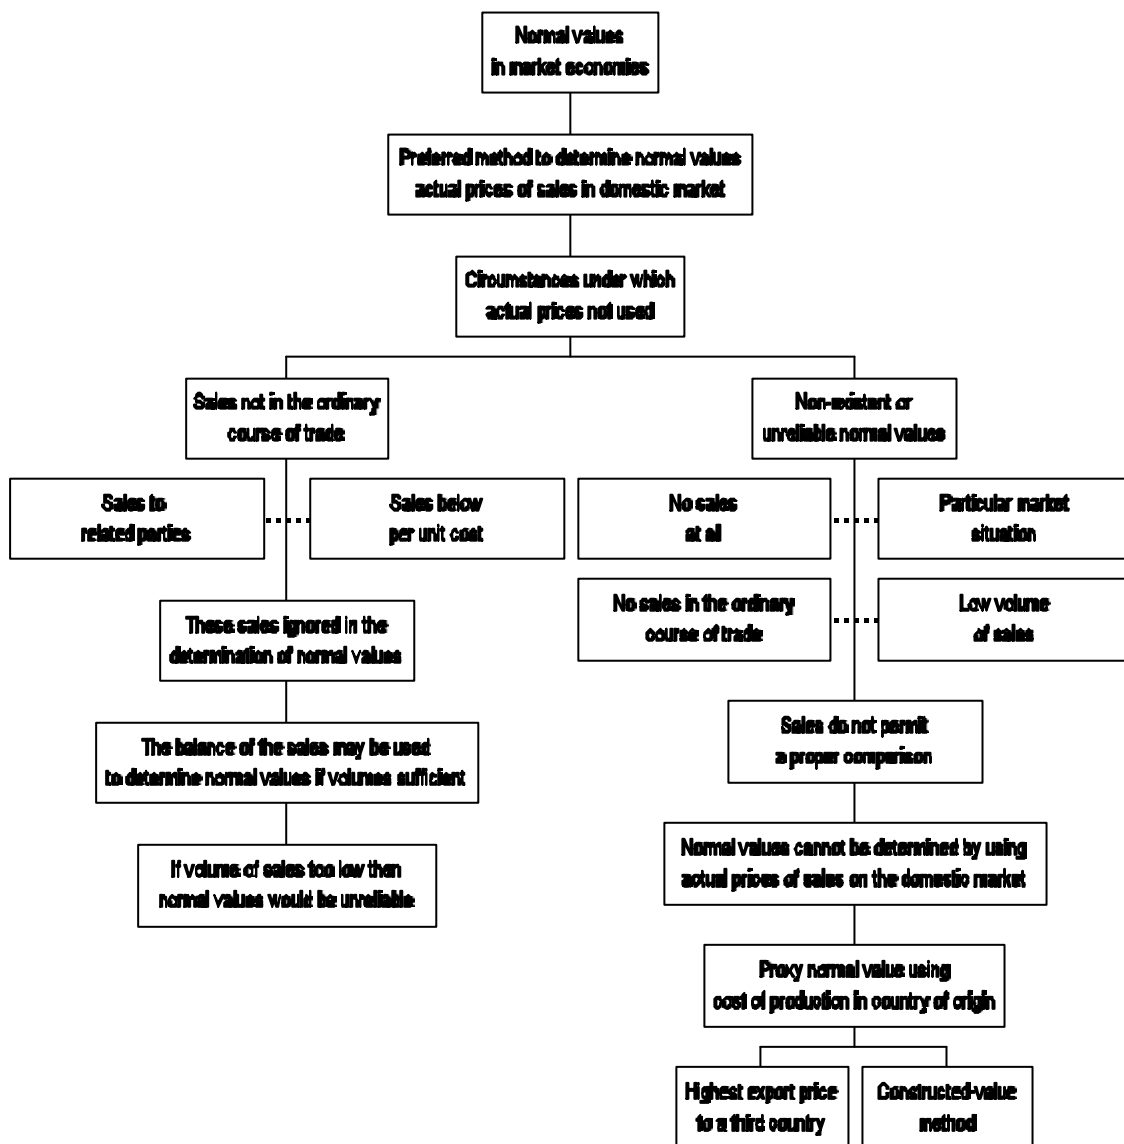 Normal values
in market economies
Preferred method to determine normal values
actual prices of sales in domestic market
Circumstances under which
actual prices not used
Sales not in the ordinary
course of trade
Non-existent or
unreliable normal values
Sales to
related parties
Sales below
per unit cost
No sales
at all
Particular market
situation
No sales in the ordinary
course of trade
Low volume
of sales
These sales ignored in the
determination of normal values
The balance of the sales may be used
to determine normal values if volumes sufficient
If volume of sales too low then
normal values would be unreliable
Sales do not permit
a proper comparison
Normal values cannot be determined by using
actual prices of sales on the domestic market
Proxy normal value using
cost of production in country of origin
Highest export price
to a third country
Constructed-value
method